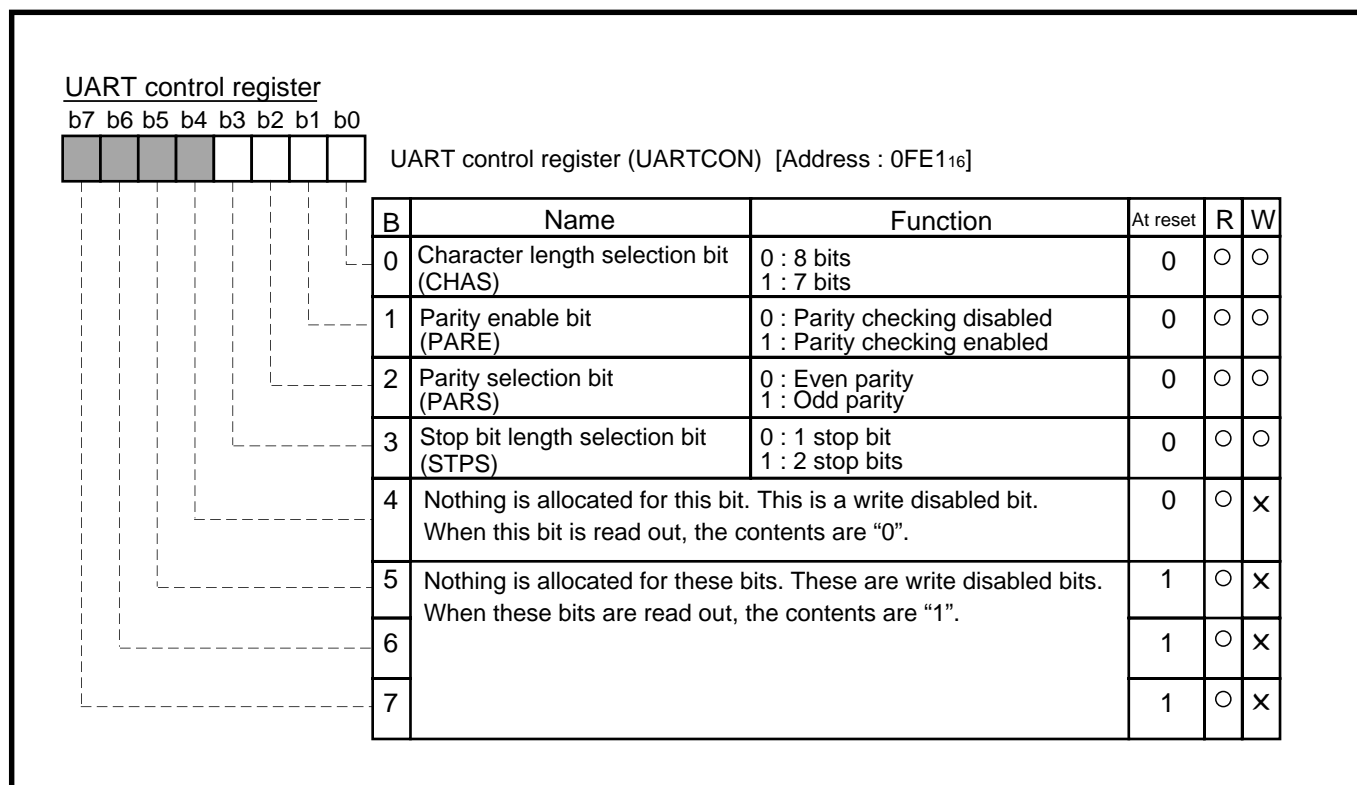 UART control register
b7 b6 b5 b4 b3 b2 b1 b0
UART control register (UARTCON) [Address : 0FE1₁₆]
B Name Function At reset R W
0 Character length selection bit (CHAS) 0 : 8 bits 1 : 7 bits 0 ○ ○
1 Parity enable bit (PARE) 0 : Parity checking disabled 1 : Parity checking enabled 0 ○ ○
2 Parity selection bit (PARS) 0 : Even parity 1 : Odd parity 0 ○ ○
3 Stop bit length selection bit (STPS) 0 : 1 stop bit 1 : 2 stop bits 0 ○ ○
4 Nothing is allocated for this bit. This is a write disabled bit. 0 ○ ×
When this bit is read out, the contents are “0”.
5 Nothing is allocated for these bits. These are write disabled bits. 1 ○ ×
When these bits are read out, the contents are “1”.
6 1 ○ ×
7 1 ○ ×